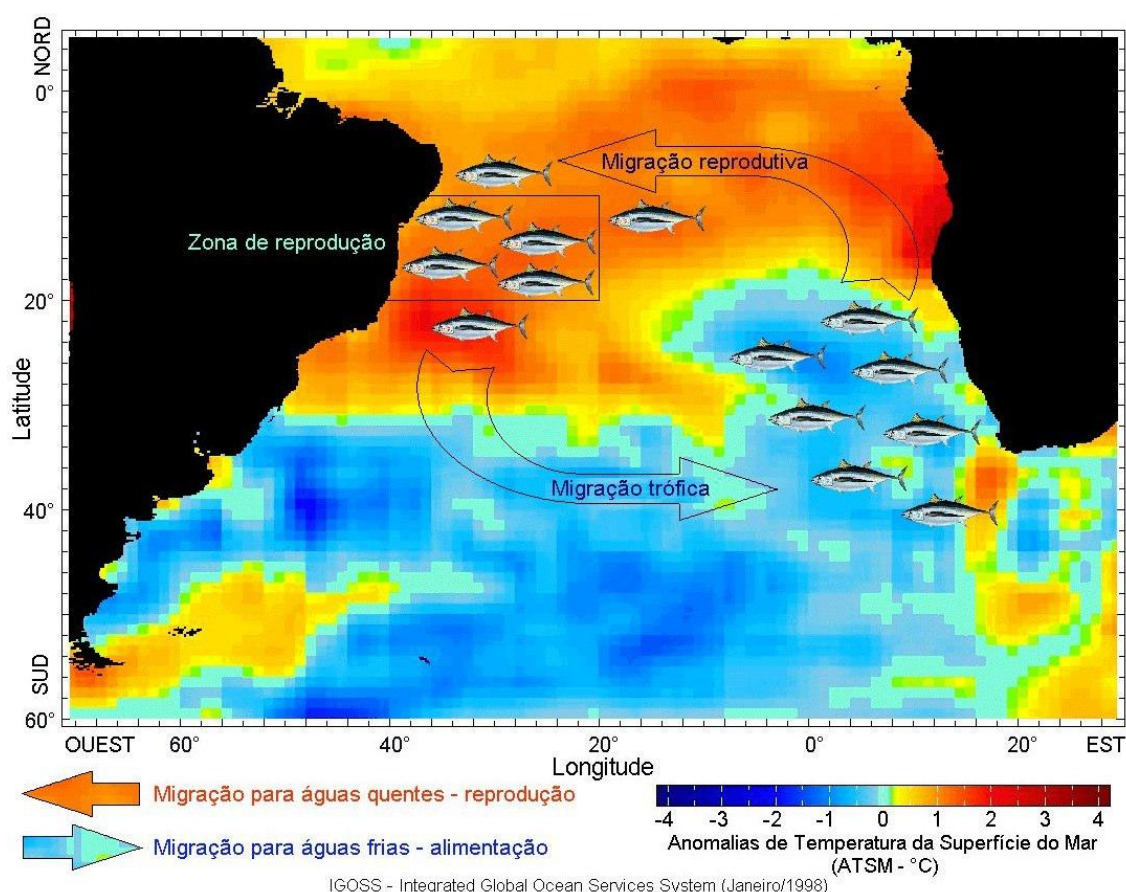 NORD
0°
Migração reprodutiva
Zona de reprodução
20°
Latitude
Migração trófica
40°
SUD
60°
OUEST 60° 40° 20° 0° 20° EST
Longitude
Migração para águas quentes - reprodução
Migração para águas frias - alimentação
-4 -3 -2 -1 0 1 2 3 4
Anomalias de Temperatura da Superfície do Mar
(ATSM - °C)
IGOSS - Integrated Global Ocean Services System (Janeiro/1998)